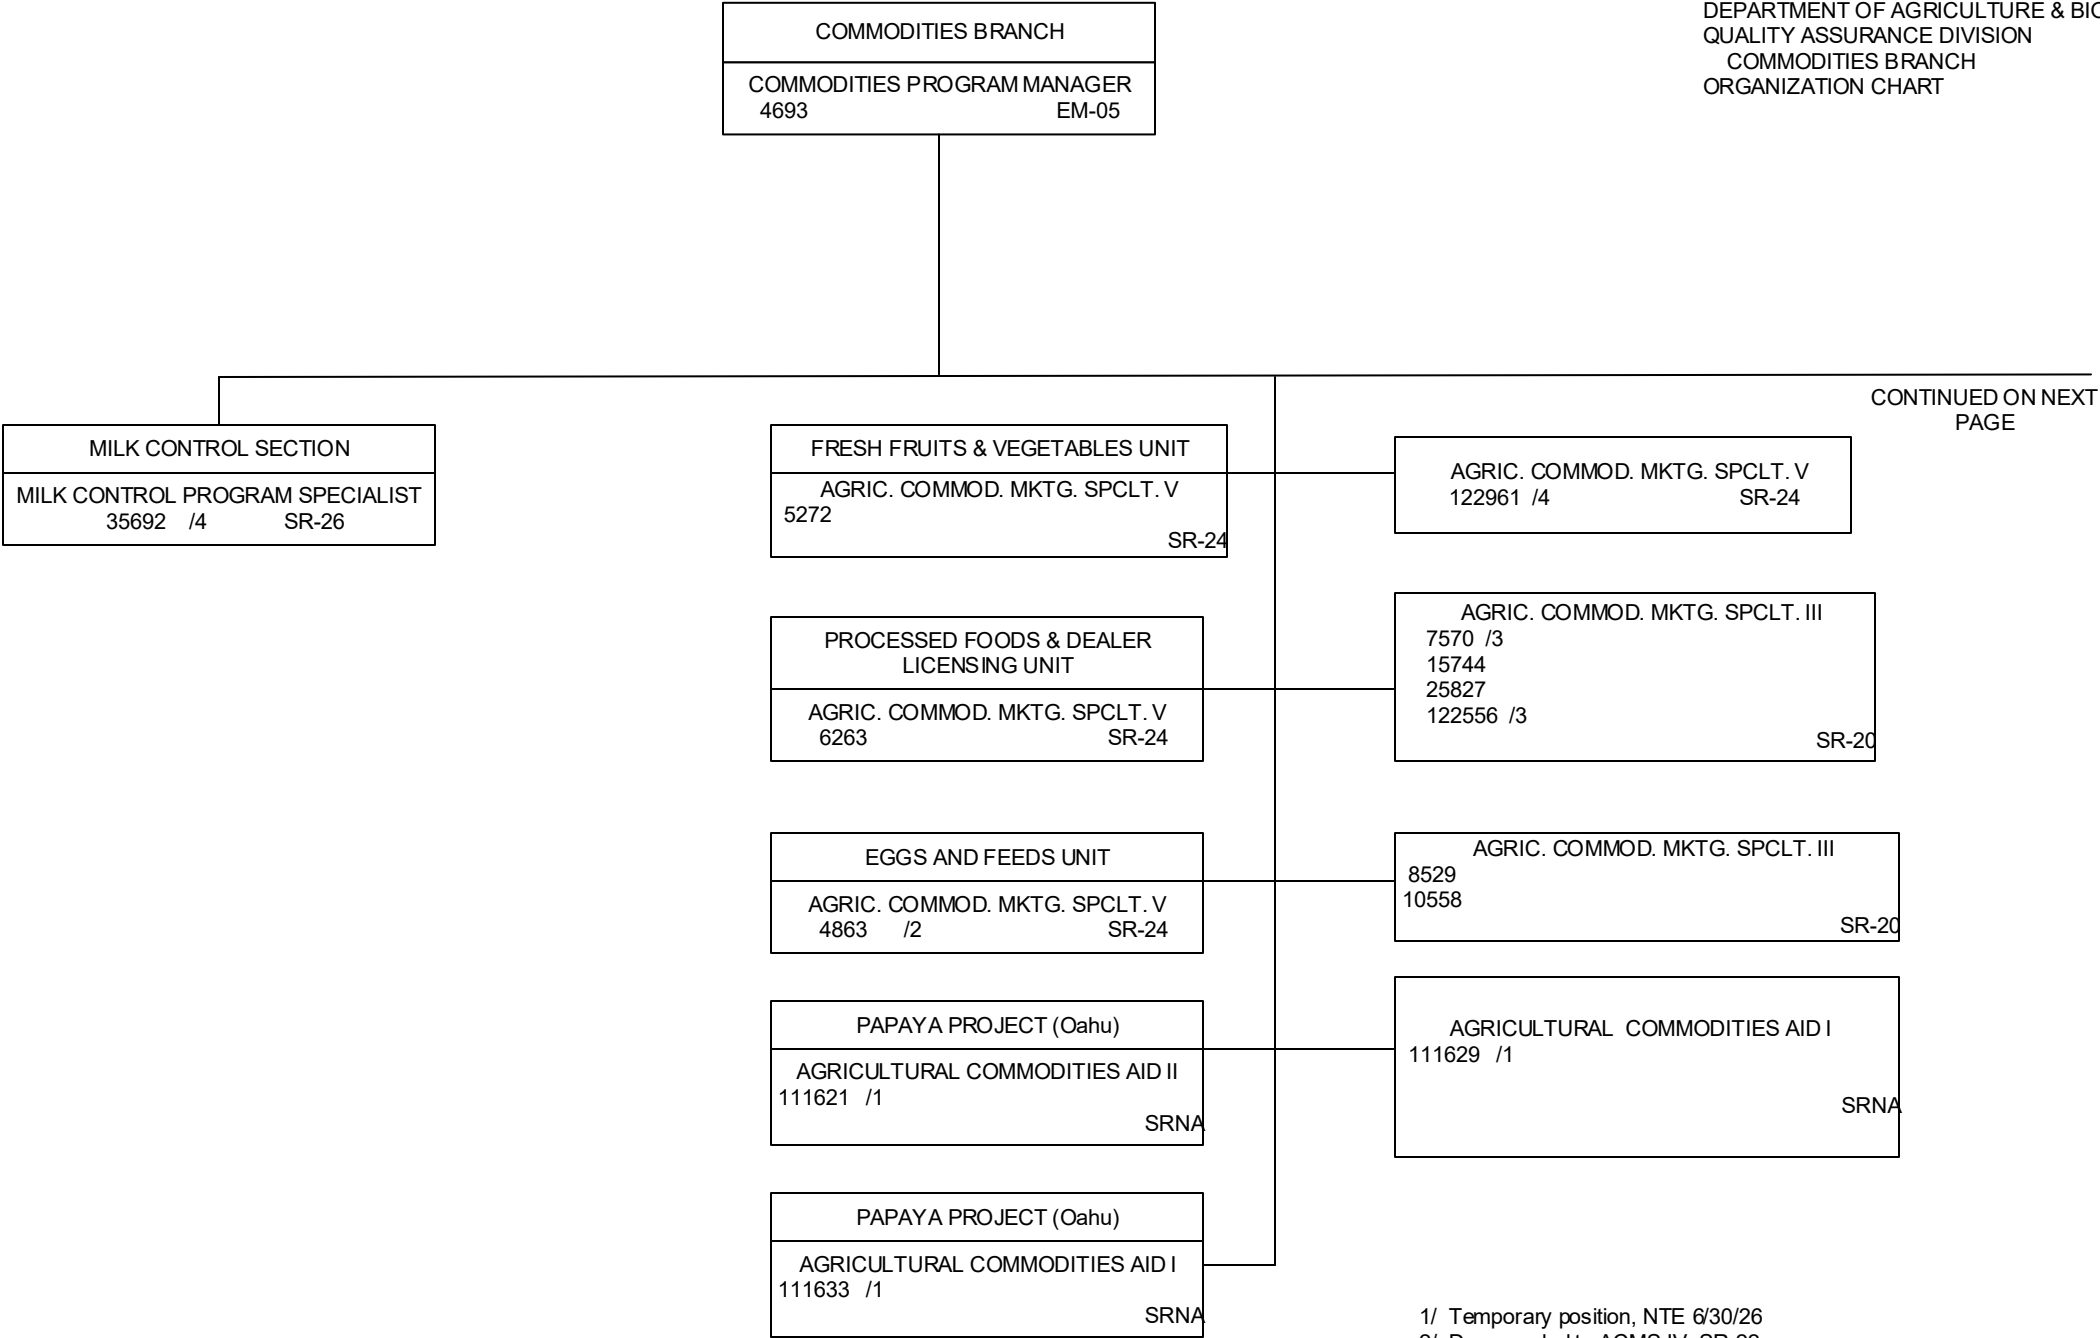 COMMODITIES BRANCH
COMMODITIES PROGRAM MANAGER
4693 EM-05
DEPARTMENT OF AGRICULTURE &
QUALITY ASSURANCE DIVISION
COMMODITIES BRANCH
ORGANIZATION CHART
CONTINUED ON NEXT
PAGE
MILK CONTROL SECTION
MILK CONTROL PROGRAM SPECIALIST
35692 /4 SR-26
FRESH FRUITS & VEGETABLES UNIT
AGRIC. COMMOD. MKTG. SPCLT. V
5272
SR-24
AGRIC. COMMOD. MKTG. SPCLT. V
122961 /4 SR-24
PROCESSED FOODS & DEALER
LICENSING UNIT
AGRIC. COMMOD. MKTG. SPCLT. V
6263 SR-24
AGRIC. COMMOD. MKTG. SPCLT. III
7570 /3
15744
25827
122556 /3
SR-20
EGGS AND FEEDS UNIT
AGRIC. COMMOD. MKTG. SPCLT. V
4863 /2 SR-24
AGRIC. COMMOD. MKTG. SPCLT. III
8529
10558
SR-20
PAPAYA PROJECT (Oahu)
AGRICULTURAL COMMODITIES AID II
111621 /1
SRNA
AGRICULTURAL COMMODITIES AID I
111629 /1
SRNA
PAPAYA PROJECT (Oahu)
AGRICULTURAL COMMODITIES AID I
111633 /1
SRNA
1/ Temporary position, NTE 6/30/26